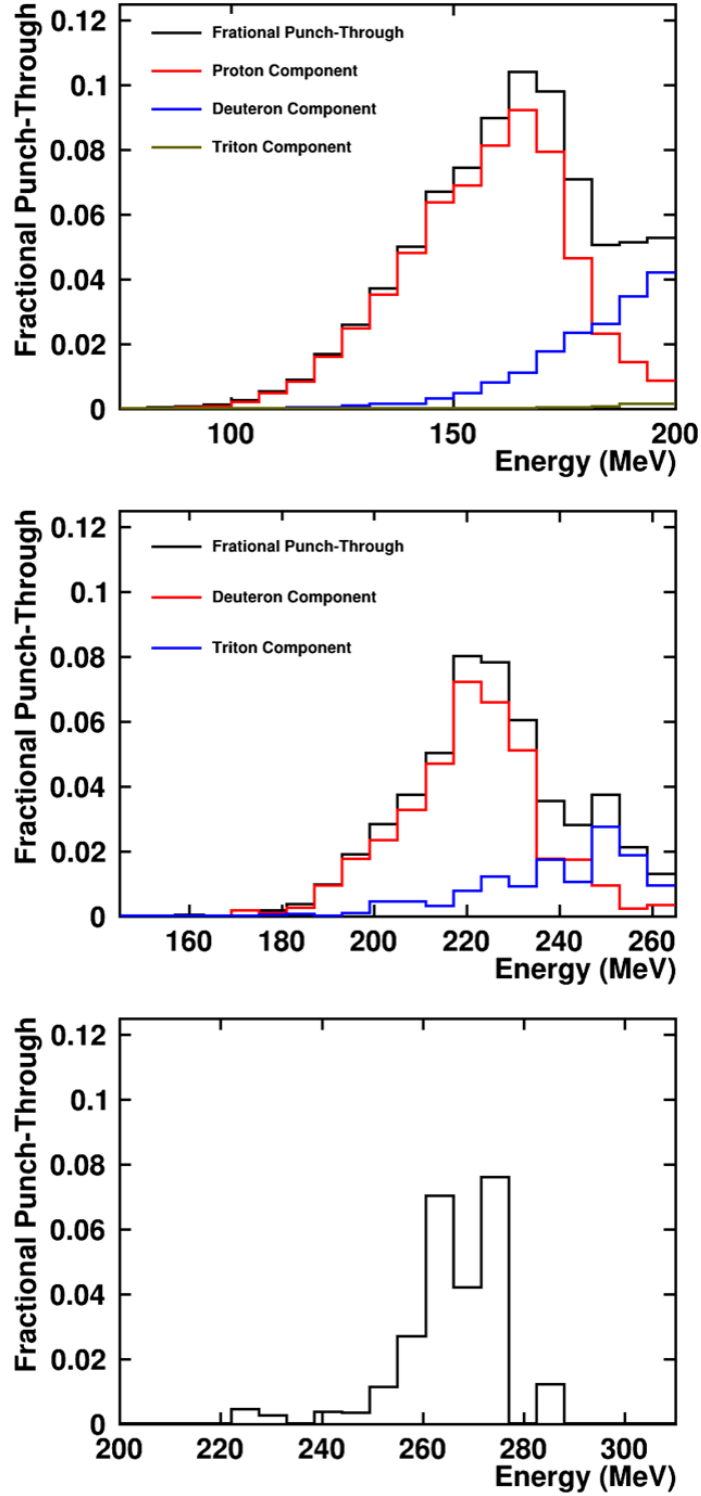 Fractional Punch-Through
0.12
0.1
0.08
0.06
0.04
0.02
0
Frational Punch-Through
Proton Component
Deuteron Component
Triton Component
100
150
200
Energy (MeV)
Fractional Punch-Through
0.12
0.1
0.08
0.06
0.04
0.02
0
Frational Punch-Through
Deuteron Component
Triton Component
160
180
200
220
240
260
Energy (MeV)
Fractional Punch-Through
0.12
0.1
0.08
0.06
0.04
0.02
0
200
220
240
260
280
300
Energy (MeV)